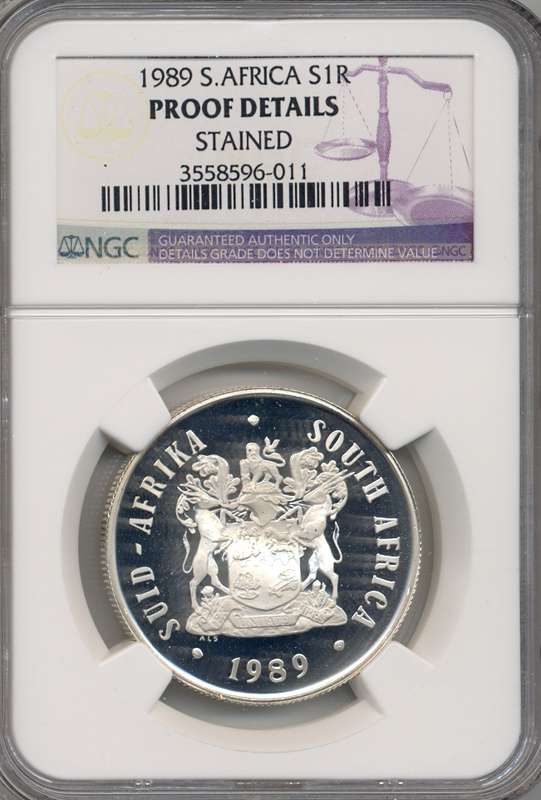 1989 S.AFRICA S1R
PROOF DETAILS
STAINED
3558596-011
NGC
GUARANTEED AUTHENTIC ONLY
DETAILS GRADE DOES NOT DETERMINE VALUE NGC
SUID-AFRIKA · SOUTH AFRICA
ALS
· 1989 ·